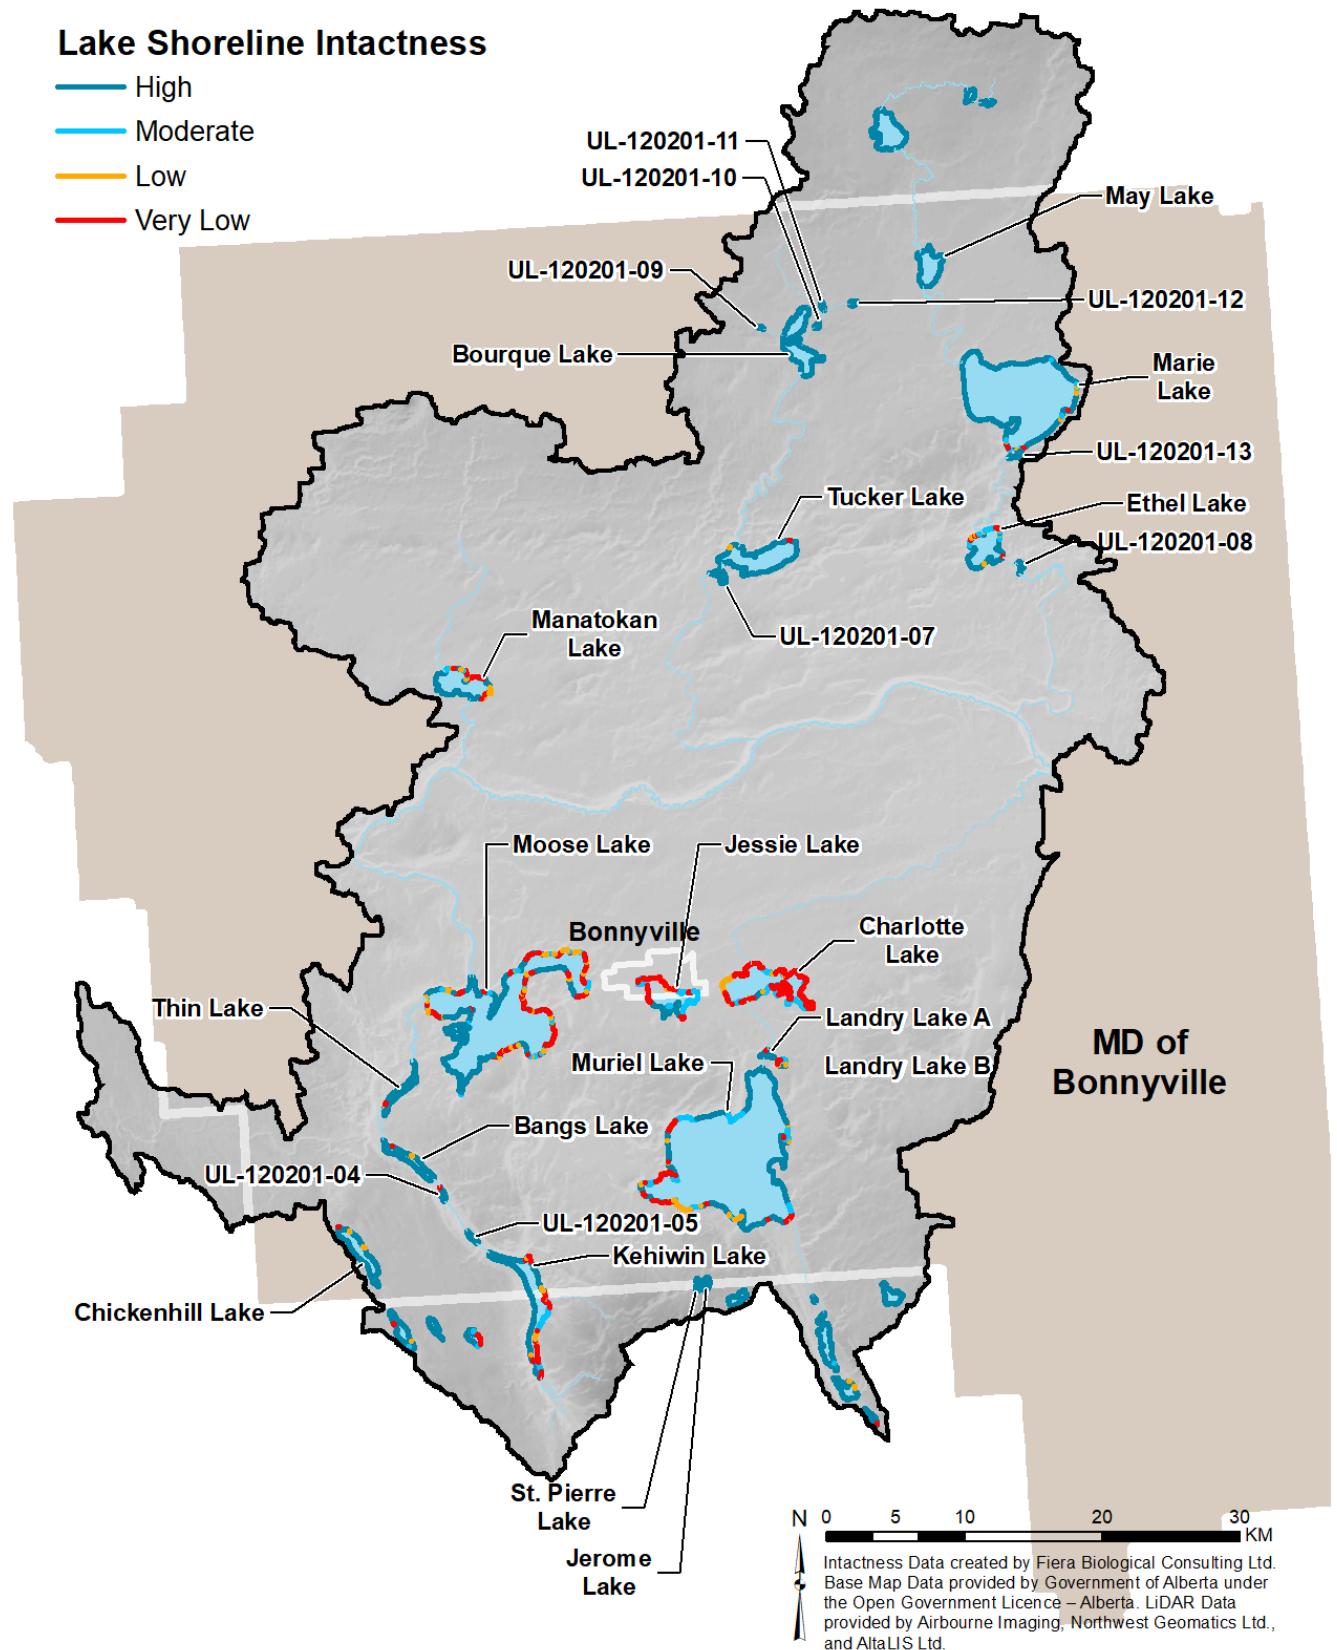 Lake Shoreline Intactness
High
Moderate
Low
Very Low
UL-120201-11
UL-120201-10
May Lake
UL-120201-09
UL-120201-12
Bourque Lake
Marie
Lake
UL-120201-13
Tucker Lake
Ethel Lake
UL-120201-08
Manatokan
Lake
UL-120201-07
Moose Lake
Jessie Lake
Bonnyville
Charlotte
Lake
Thin Lake
Landry Lake A
Muriel Lake
Landry Lake B
MD of
Bonnyville
Bangs Lake
UL-120201-04
UL-120201-05
Kehiwin Lake
Chickenhill Lake
St. Pierre
Lake
Jerome
Lake
N
0 5 10 20 30
KM
Intactness Data created by Fiera Biological Consulting Ltd.
Base Map Data provided by Government of Alberta under
the Open Government Licence – Alberta. LiDAR Data
provided by Airbourne Imaging, Northwest Geomatics Ltd.,
and AltaLIS Ltd.